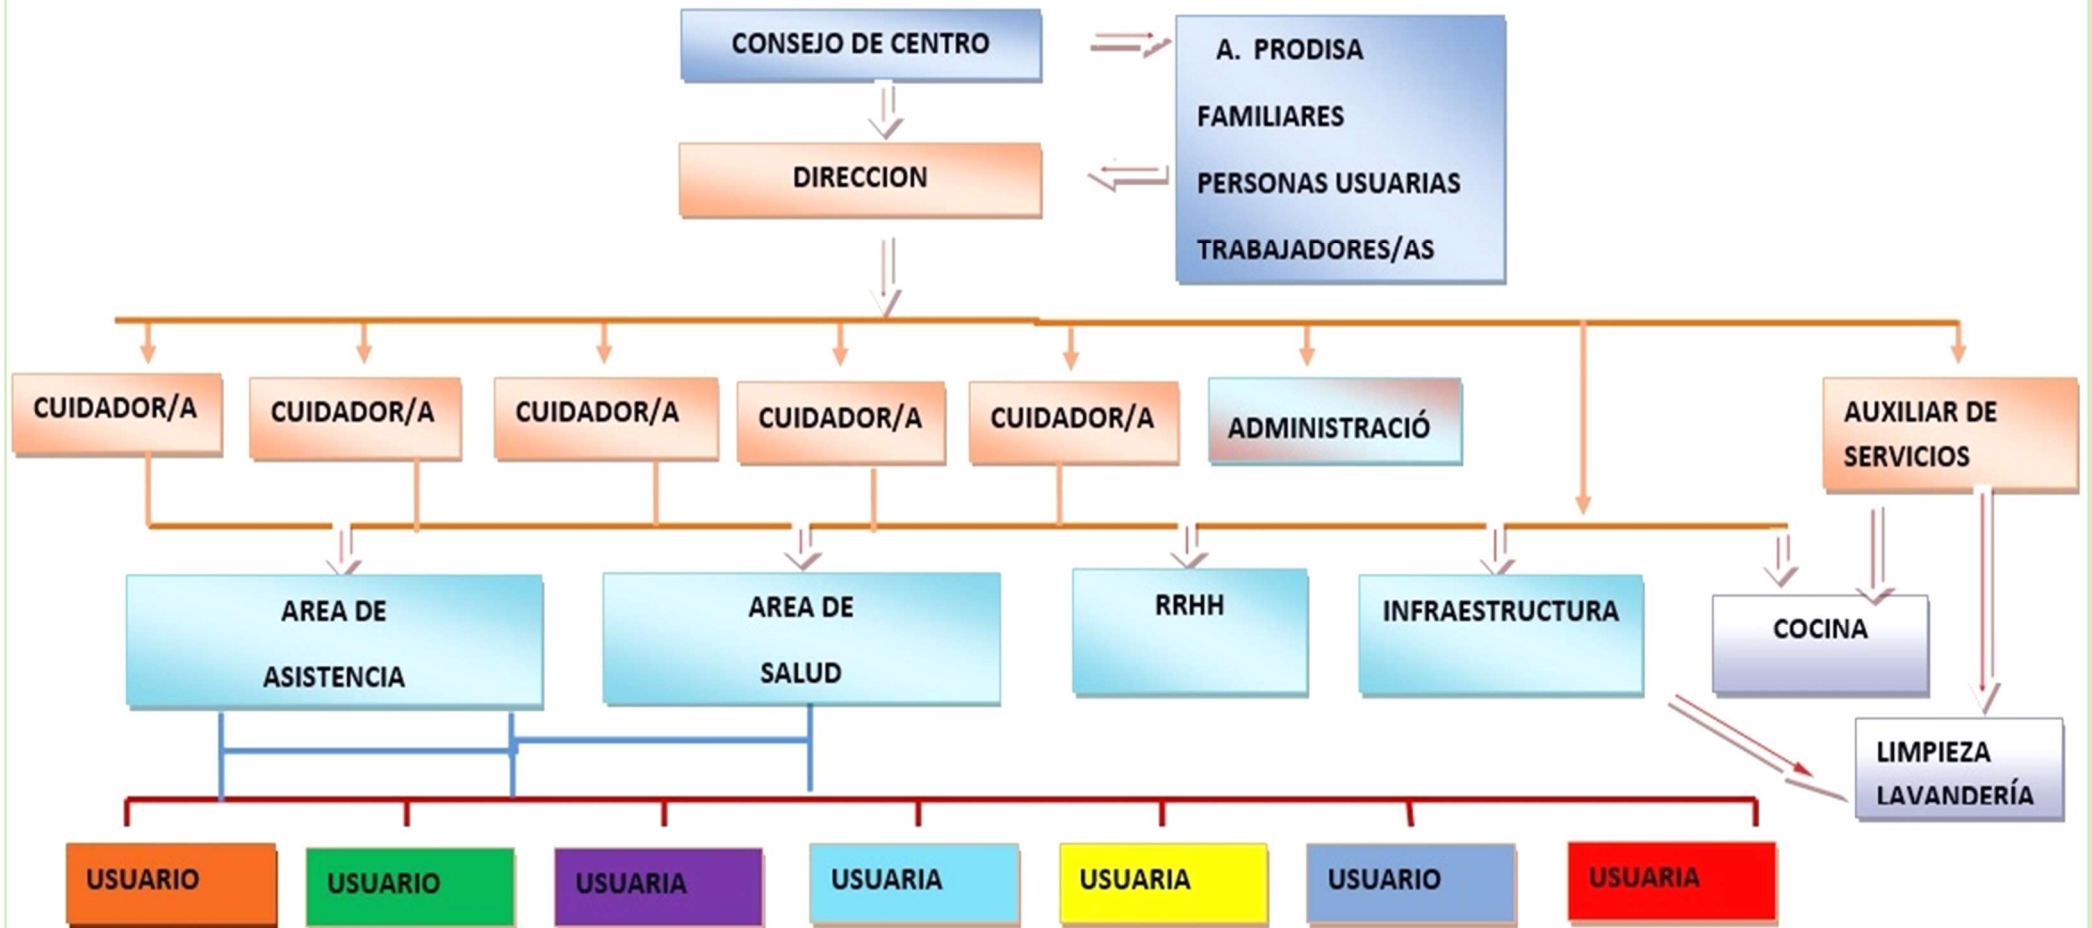 CONSEJO DE CENTRO
A. PRODISA
FAMILIARES
PERSONAS USUARIAS
TRABAJADORES/AS
DIRECCION
CUIDADOR/A
CUIDADOR/A
CUIDADOR/A
CUIDADOR/A
CUIDADOR/A
ADMINISTRACIÓ
AUXILIAR DE
SERVICIOS
AREA DE
ASISTENCIA
AREA DE
SALUD
RRHH
INFRAESTRUCTURA
COCINA
LIMPIEZA
LAVANDERÍA
USUARIO
USUARIO
USUARIA
USUARIA
USUARIA
USUARIO
USUARIA